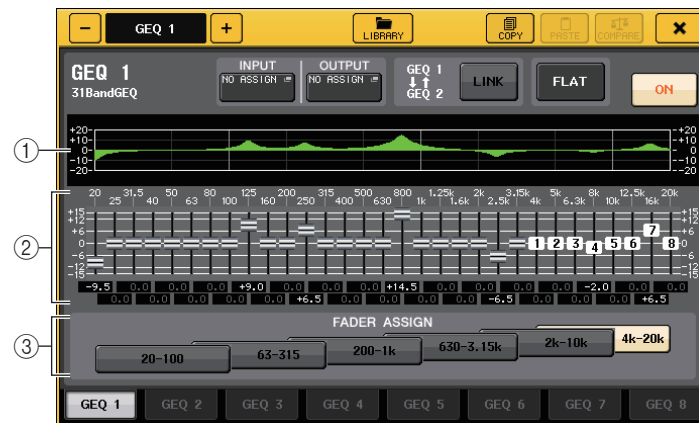 − GEQ 1 + LIBRARY COPY PASTE COMPARE ×
GEQ 1
31BandGEQ
INPUT
NO ASSIGN
OUTPUT
NO ASSIGN
GEQ 1
↓↑
GEQ 2
LINK
FLAT
ON
①
+20 +20
+10 +10
0 0
-10 -10
-20 -20
②
20 31.5 50 80 125 200 315 500 800 1.25k 2k 3.15k 5k 8k 12.5k 20k
25 40 63 100 160 250 400 630 1k 1.6k 2.5k 4k 6.3k 10k 16k
+15 +15
+12 +12
+6 +6
0 1 2 3 4 5 6 7 8 0
-6 -6
-12 -12
-15 -15
-9.5 0.0 0.0 0.0 +9.0 0.0 0.0 0.0 +14.5 0.0 0.0 0.0 0.0 -2.0 0.0 0.0
0.0 0.0 0.0 0.0 0.0 +6.5 0.0 0.0 0.0 0.0 -6.5 0.0 0.0 0.0 +6.5
③
FADER ASSIGN
20-100 63-315 200-1k 630-3.15k 2k-10k 4k-20k
GEQ 1 GEQ 2 GEQ 3 GEQ 4 GEQ 5 GEQ 6 GEQ 7 GEQ 8